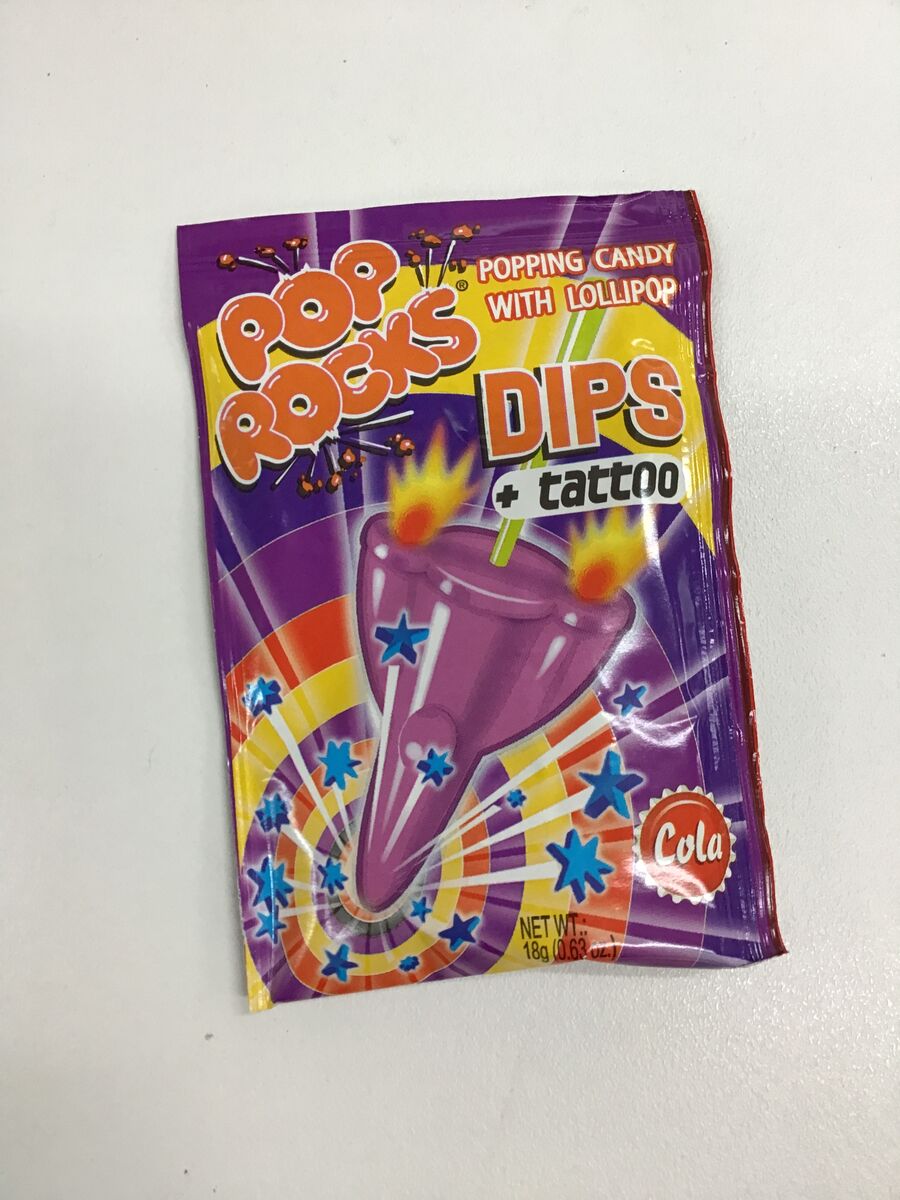 POP
ROCKS®
POPPING CANDY
WITH LOLLIPOP
DIPS
+ tattoo
Cola
NET WT.:
18g (0.63 oz.)